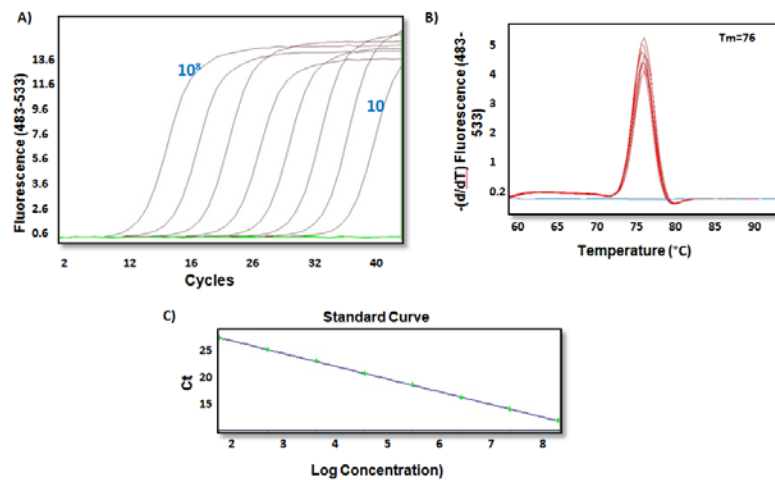 A)
Fluorescence (483-533)
13.6
11.6
9.6
7.6
5.6
3.6
2.6
0.6
10⁸
10
2 12 16 26 32 40
Cycles
B)
-(d/dT) Fluorescence (483-
533)
5
4
3
2
1
0.2
Tm=76
60 65 70 75 80 85 90
Temperature (°C)
C)
Standard Curve
Ct
25
20
15
2 3 4 5 6 7 8
Log Concentration)